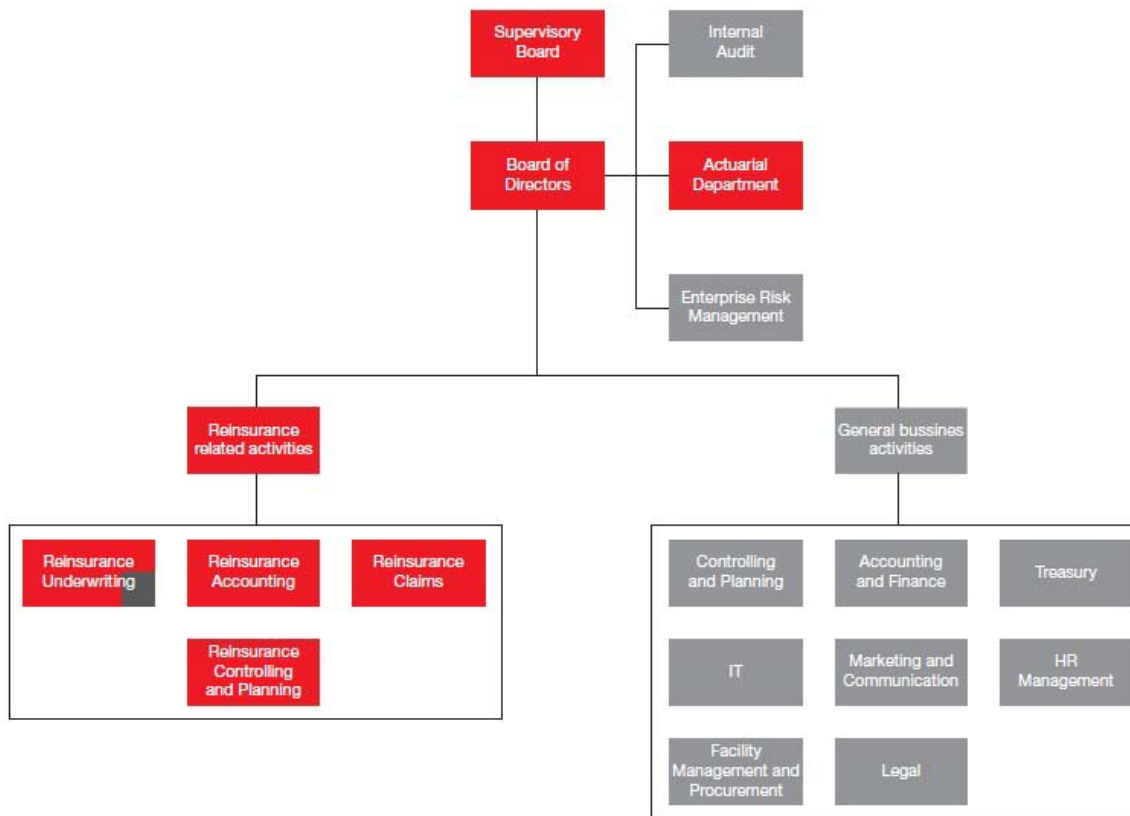 Supervisory
Board
Internal
Audit
Board of
Directors
Actuarial
Department
Enterprise Risk
Management
Reinsurance
related activities
General bussines
activities
Reinsurance
Underwriting
Reinsurance
Accounting
Reinsurance
Claims
Reinsurance
Controlling
and Planning
Controlling
and Planning
Accounting
and Finance
Treasury
IT
Marketing and
Communication
HR
Management
Facility
Management and
Procurement
Legal